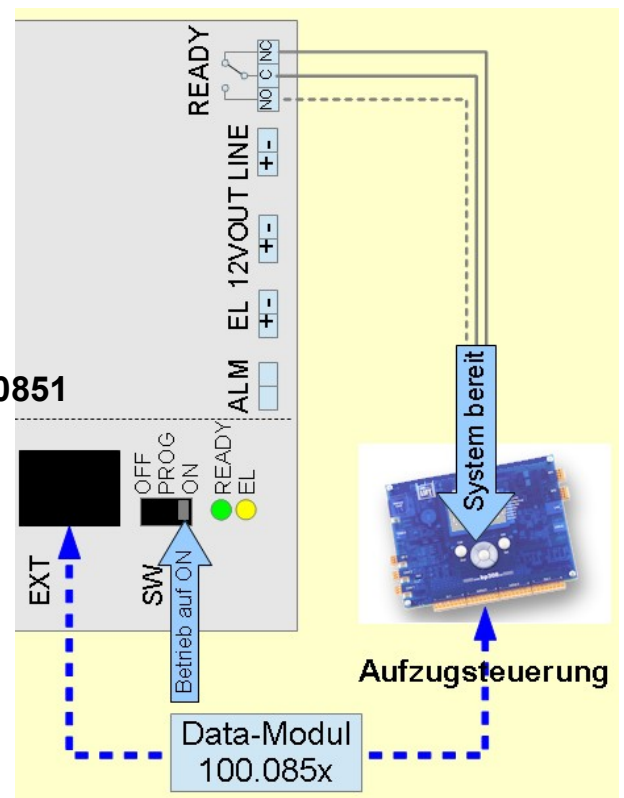 READY
NC
C
NO
LINE
+ -
12VOUT
+ -
EL
+ -
ALM
0851
System bereit
OFF
PROG
ON
READY
EL
EXT
SW
Betrieb auf ON
Aufzugsteuerung
Data-Modul
100.085x